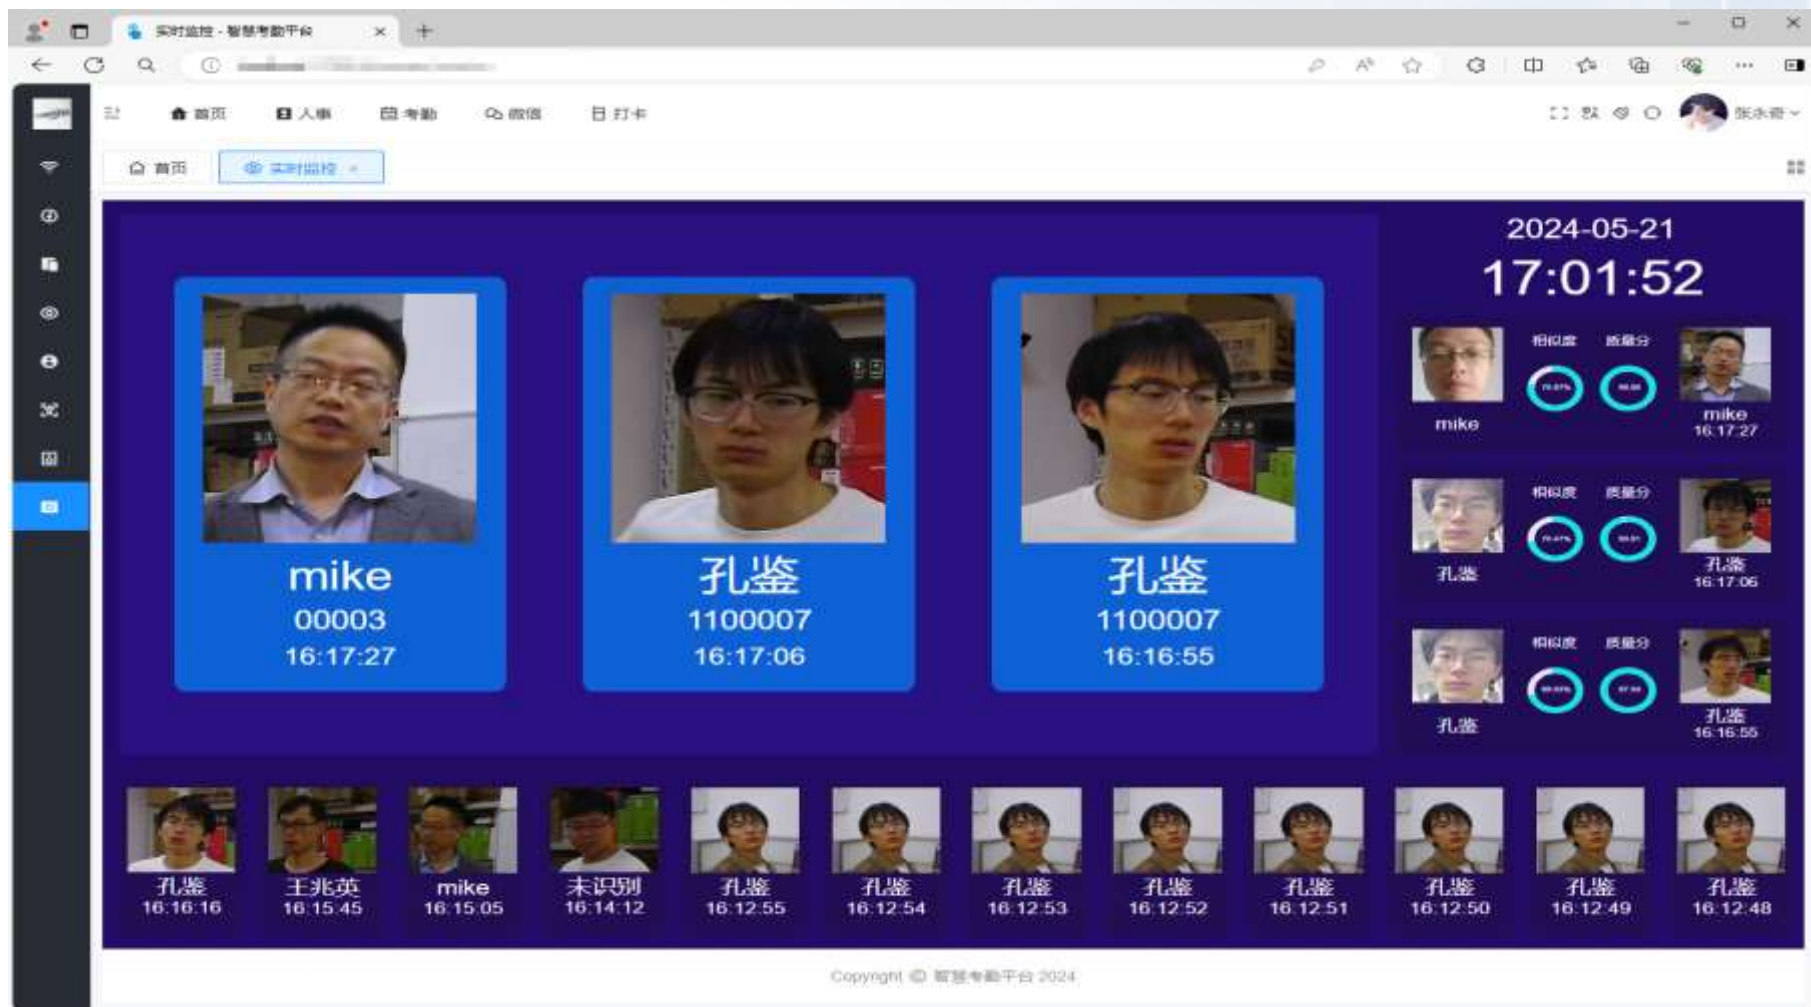 实时监控 - 智慧考勤平台
首页
人事
考勤
微信
打卡
张永奇
首页
实时监控
2024-05-21
17:01:52
mike
00003
16:17:27
孔鉴
1100007
16:17:06
孔鉴
1100007
16:16:55
相似度
质量分
mike
mike
16:17:27
相似度
质量分
孔鉴
孔鉴
16:17:06
相似度
质量分
孔鉴
孔鉴
16:16:55
孔鉴
16:16:16
王兆英
16:15:45
mike
16:15:05
未识别
16:14:12
孔鉴
16:12:55
孔鉴
16:12:54
孔鉴
16:12:53
孔鉴
16:12:52
孔鉴
16:12:51
孔鉴
16:12:50
孔鉴
16:12:49
孔鉴
16:12:48
Copyright © 智慧考勤平台 2024